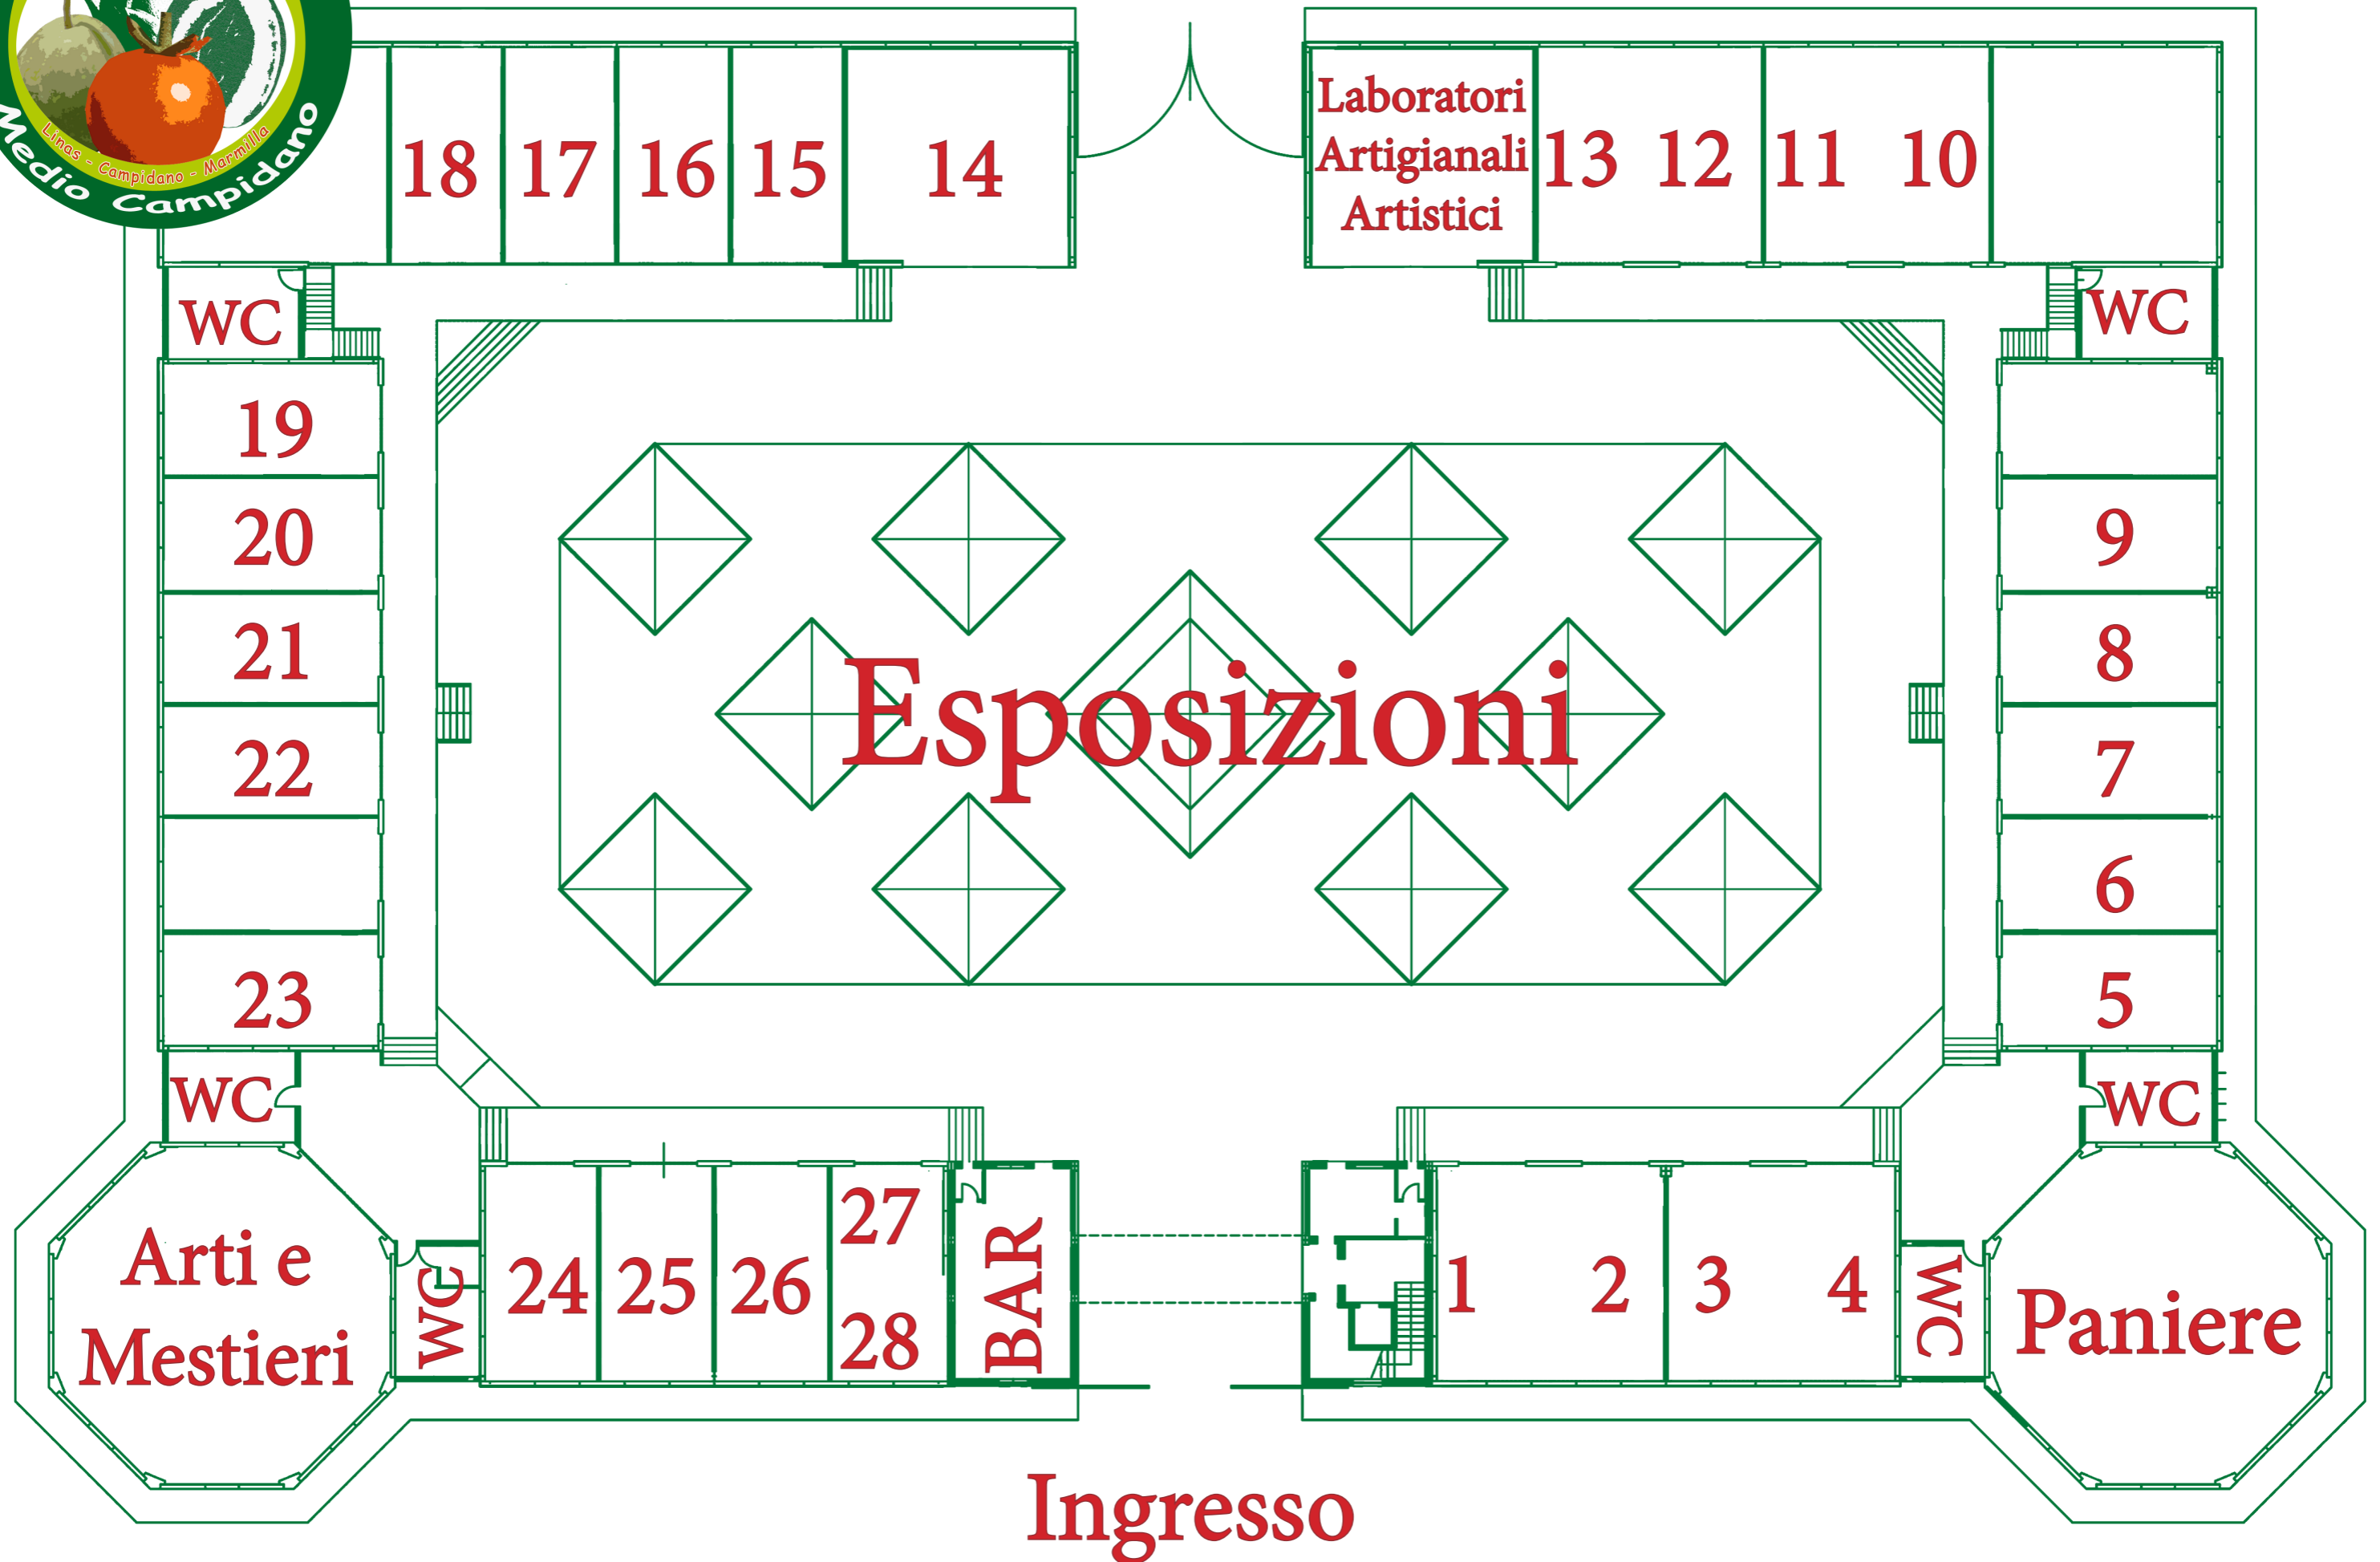 Linas - Campidano - Marmilla
Medio Campidano
18 17 16 15 14
Laboratori
Artigianali
Artistici
13 12 11 10
WC
WC
19
20
21
22
23
WC
9
8
7
6
5
WC
Esposizioni
Arti e
Mestieri
WC
24 25 26
27
28
BAR
1 2 3 4
WC
Paniere
Ingresso